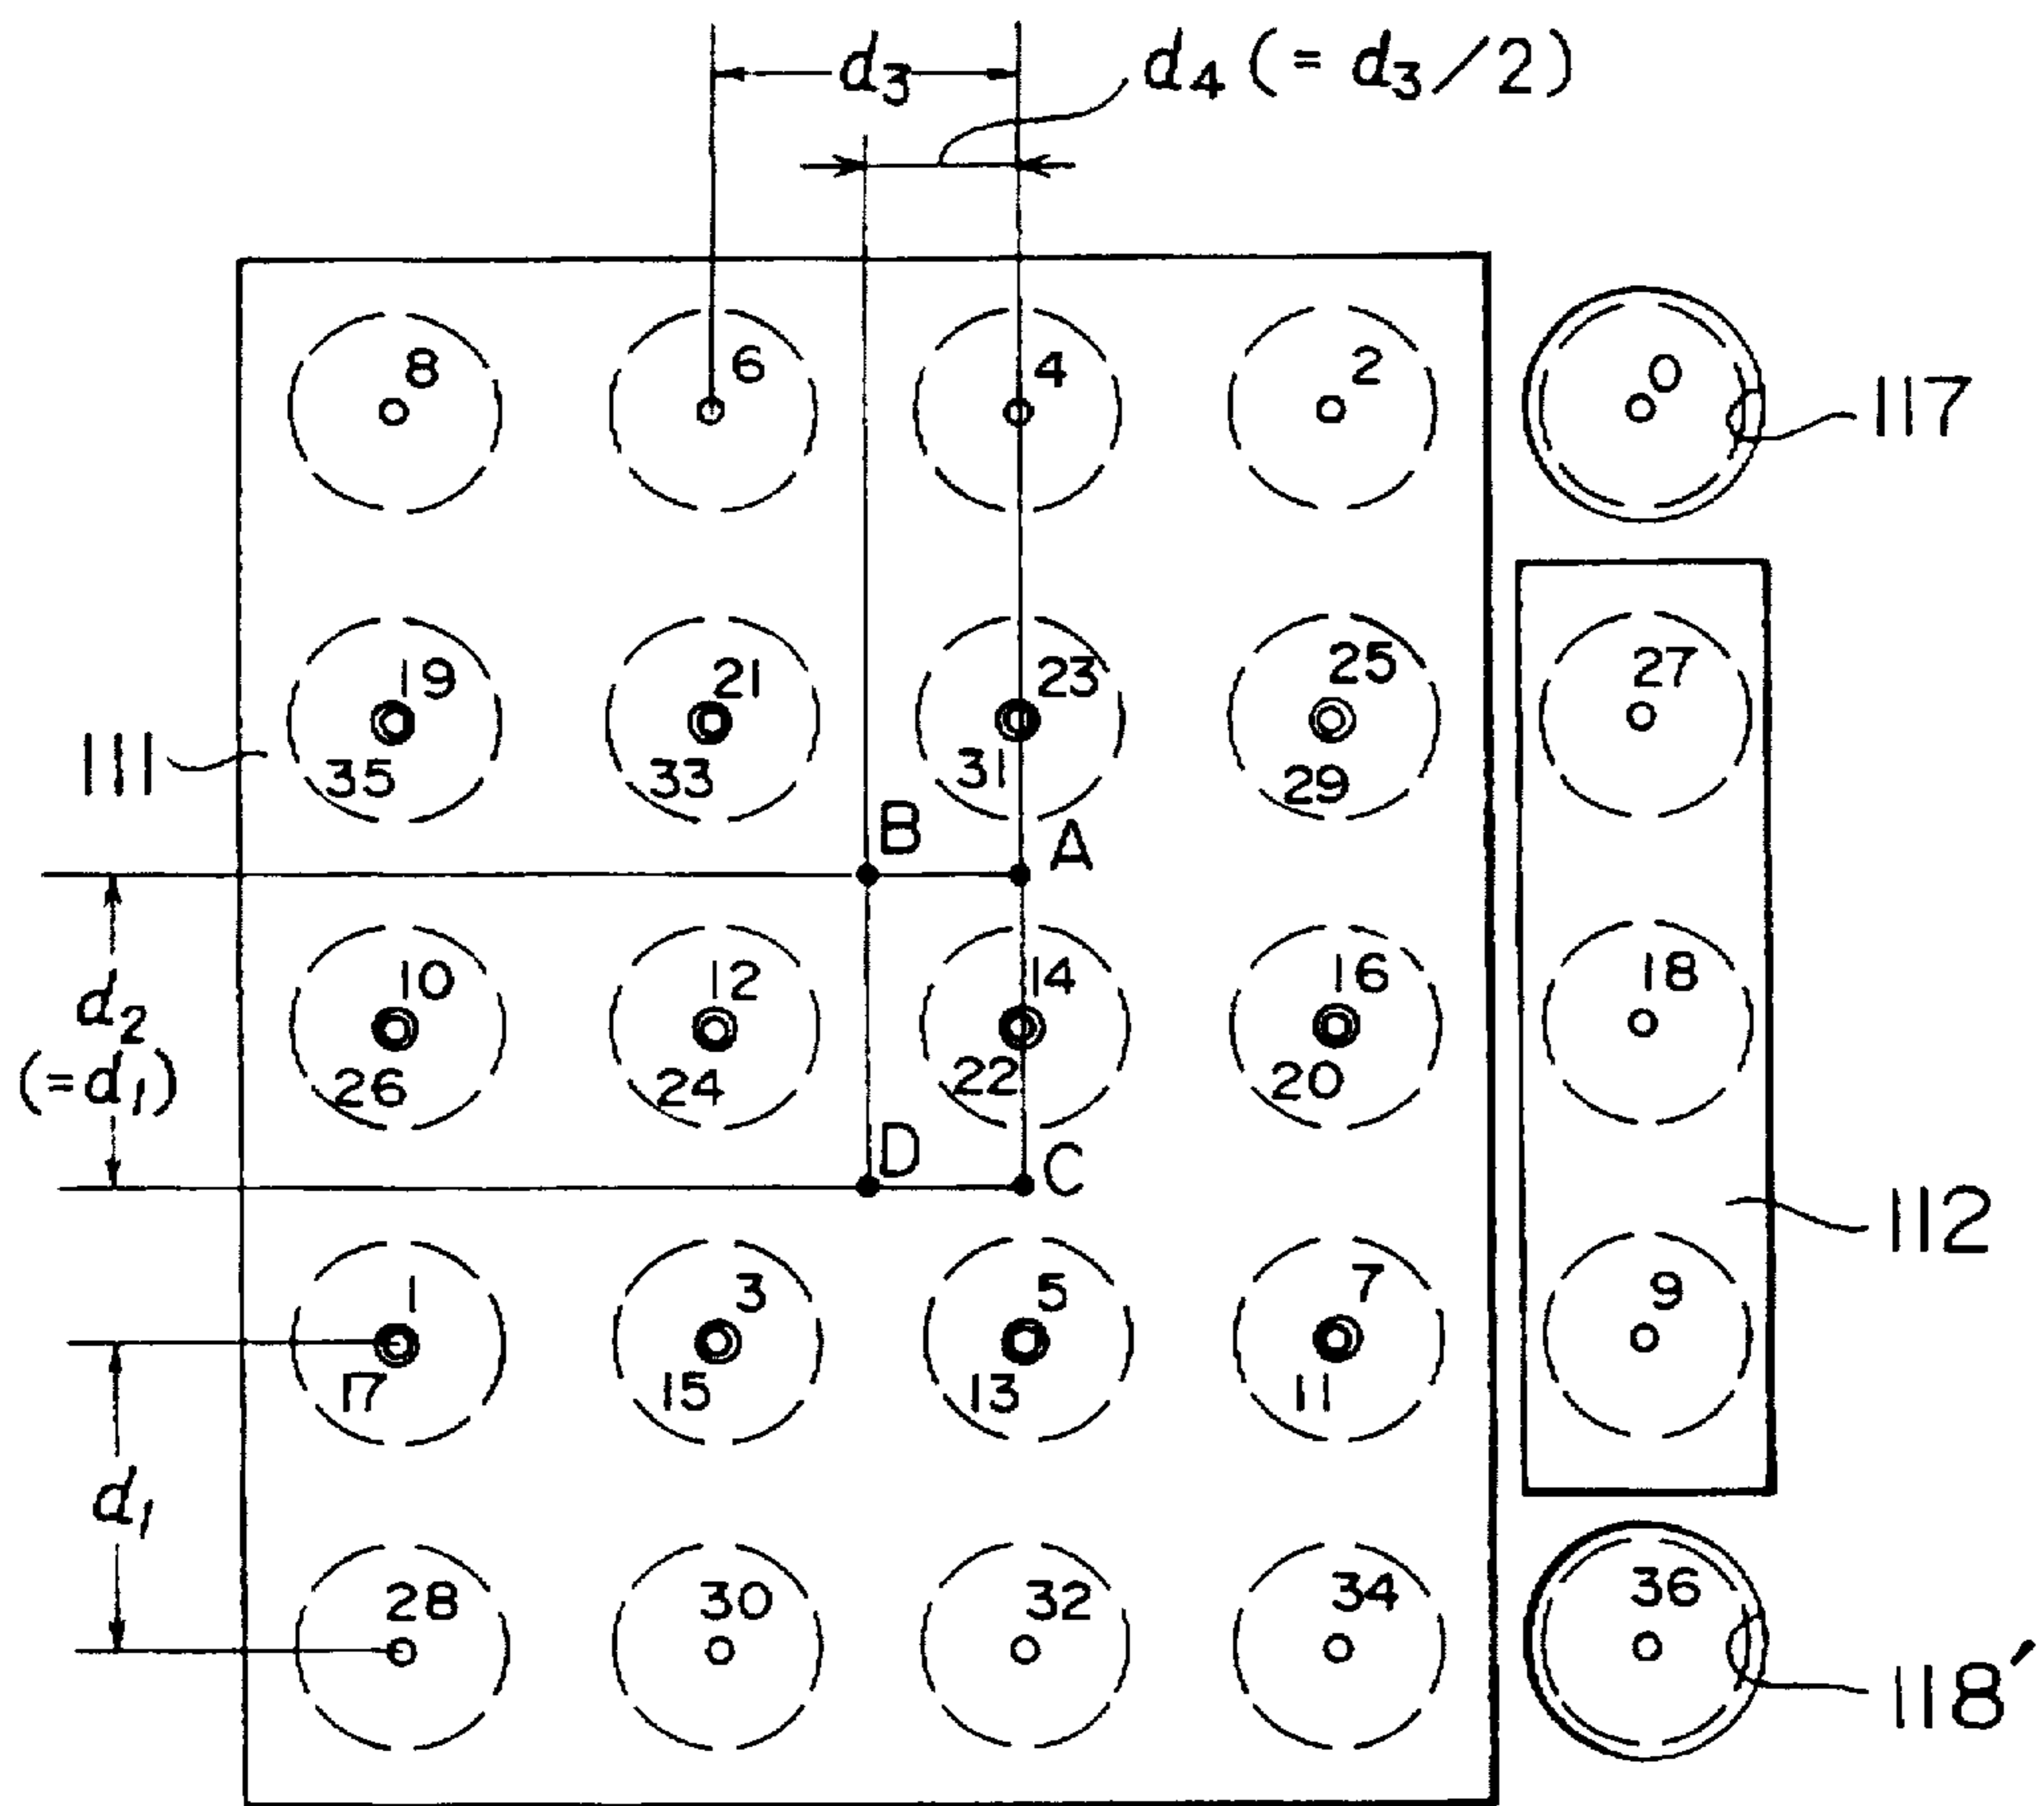 d3
d4 (= d3/2)
8 6 4 2 0
117
19 21 23 25 27
111
35 33 31 29
B A
10 12 14 16 18
d2
(=d1)
26 24 22 20
D C
112
1 3 5 7 9
17 15 13 11
d1
28 30 32 34 36
118′